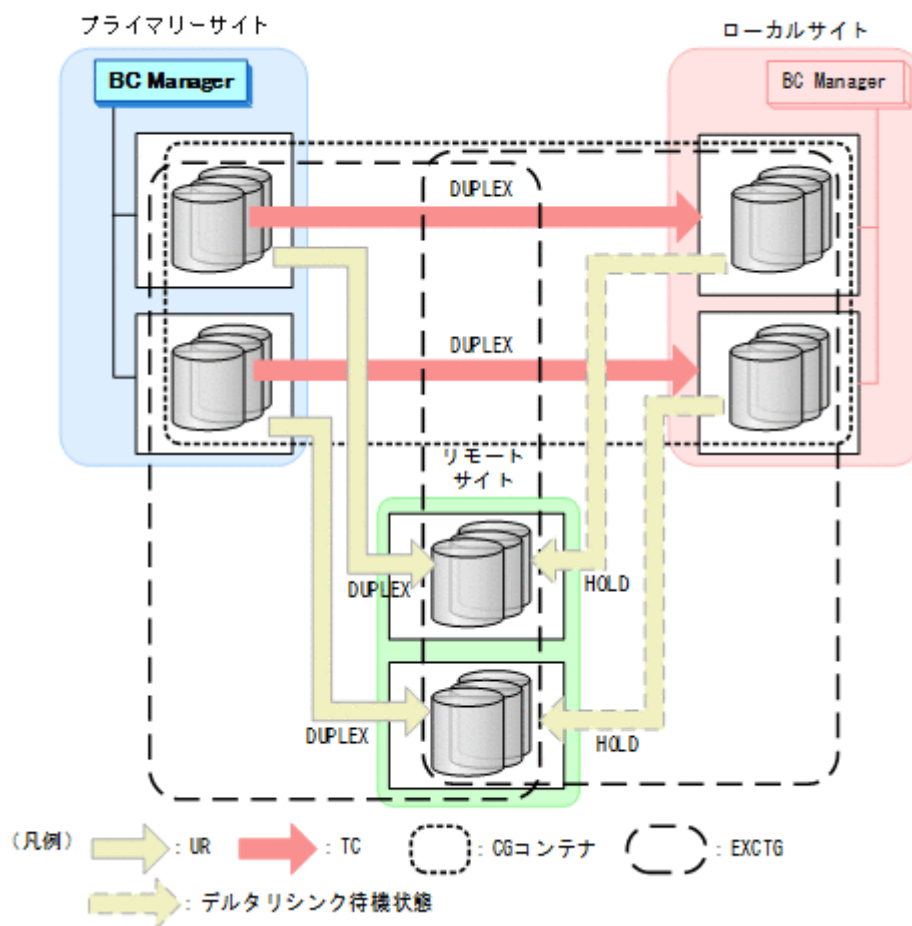 プライマリーサイト
ローカルサイト
BC Manager
BC Manager
DUPLEX
DUPLEX
リモート
サイト
DUPLEX
HOLD
DUPLEX
HOLD
(凡例)
: UR
: TC
: CGコンテナ
: EXCTG
: デルタリシンク待機状態